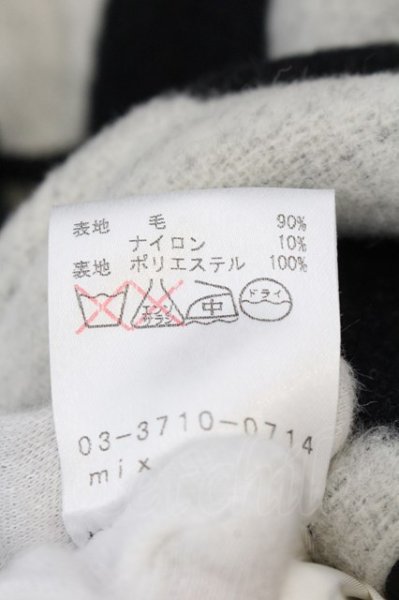 表地 毛 90%
ナイロン 10%
裏地 ポリエステル 100%
エンソ サラシ 中 ドライ
03-3710-0714
mix